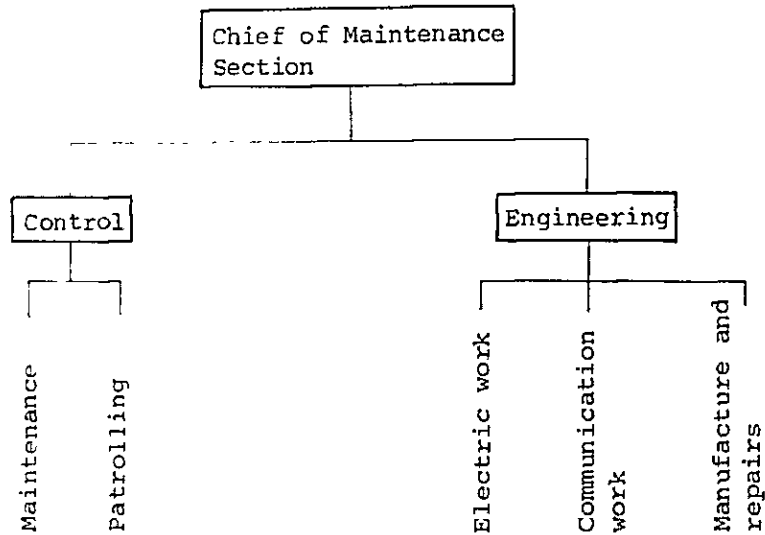 Chief of Maintenance
Section
Control
Engineering
Maintenance
Patrolling
Electric work
Communication
work
Manufacture and
repairs